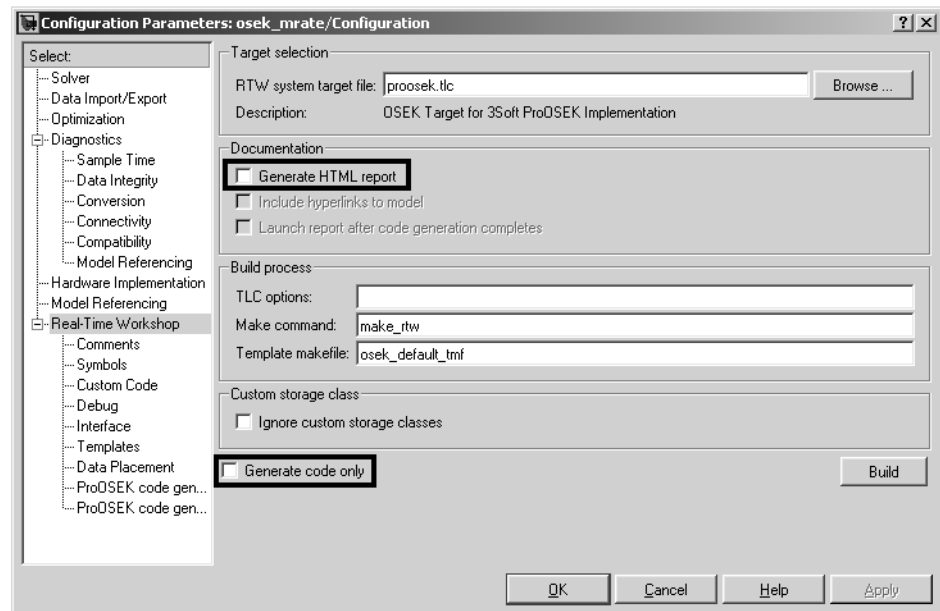 Configuration Parameters: osek_mrate/Configuration
Select:
Solver
Data Import/Export
Optimization
Diagnostics
Sample Time
Data Integrity
Conversion
Connectivity
Compatibility
Model Referencing
Hardware Implementation
Model Referencing
Real-Time Workshop
Comments
Symbols
Custom Code
Debug
Interface
Templates
Data Placement
ProOSEK code gen...
ProOSEK code gen...
Target selection
RTW system target file: proosek.tlc Browse ...
Description: OSEK Target for 3Soft ProOSEK Implementation
Documentation
Generate HTML report
Include hyperlinks to model
Launch report after code generation completes
Build process
TLC options:
Make command: make_rtw
Template makefile: osek_default_tmf
Custom storage class
Ignore custom storage classes
Generate code only Build
OK Cancel Help Apply